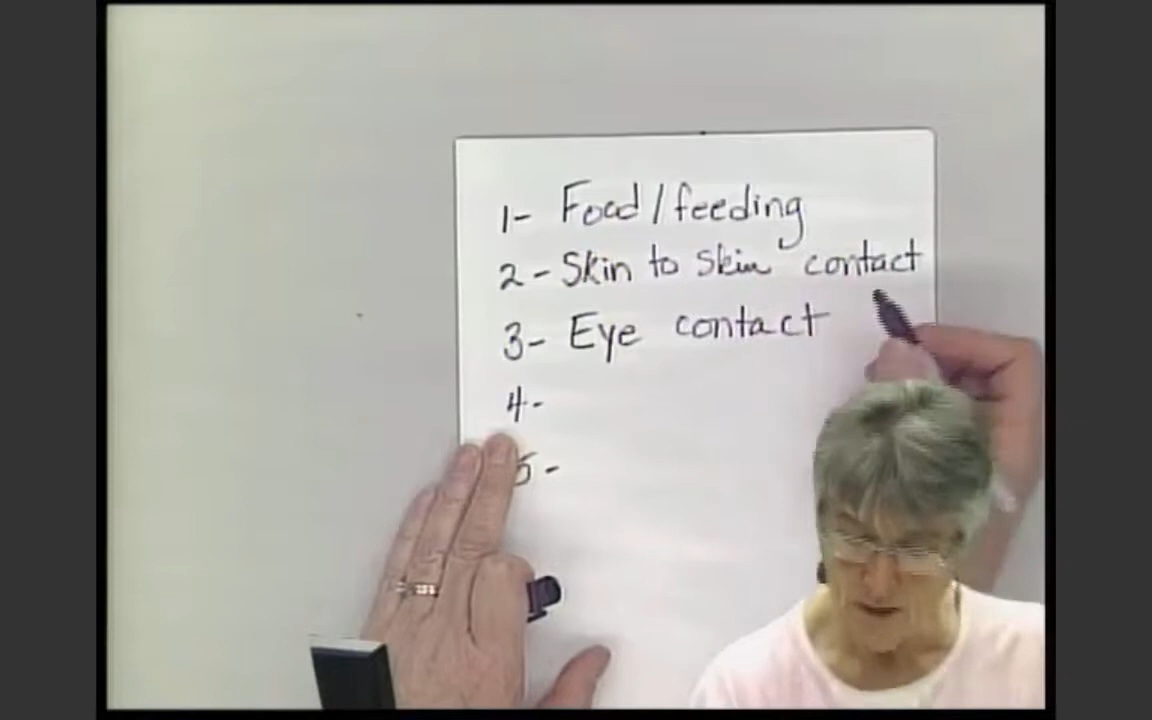 1- Food/feeding
2- Skin to skin contact
3- Eye contact
4-
5-